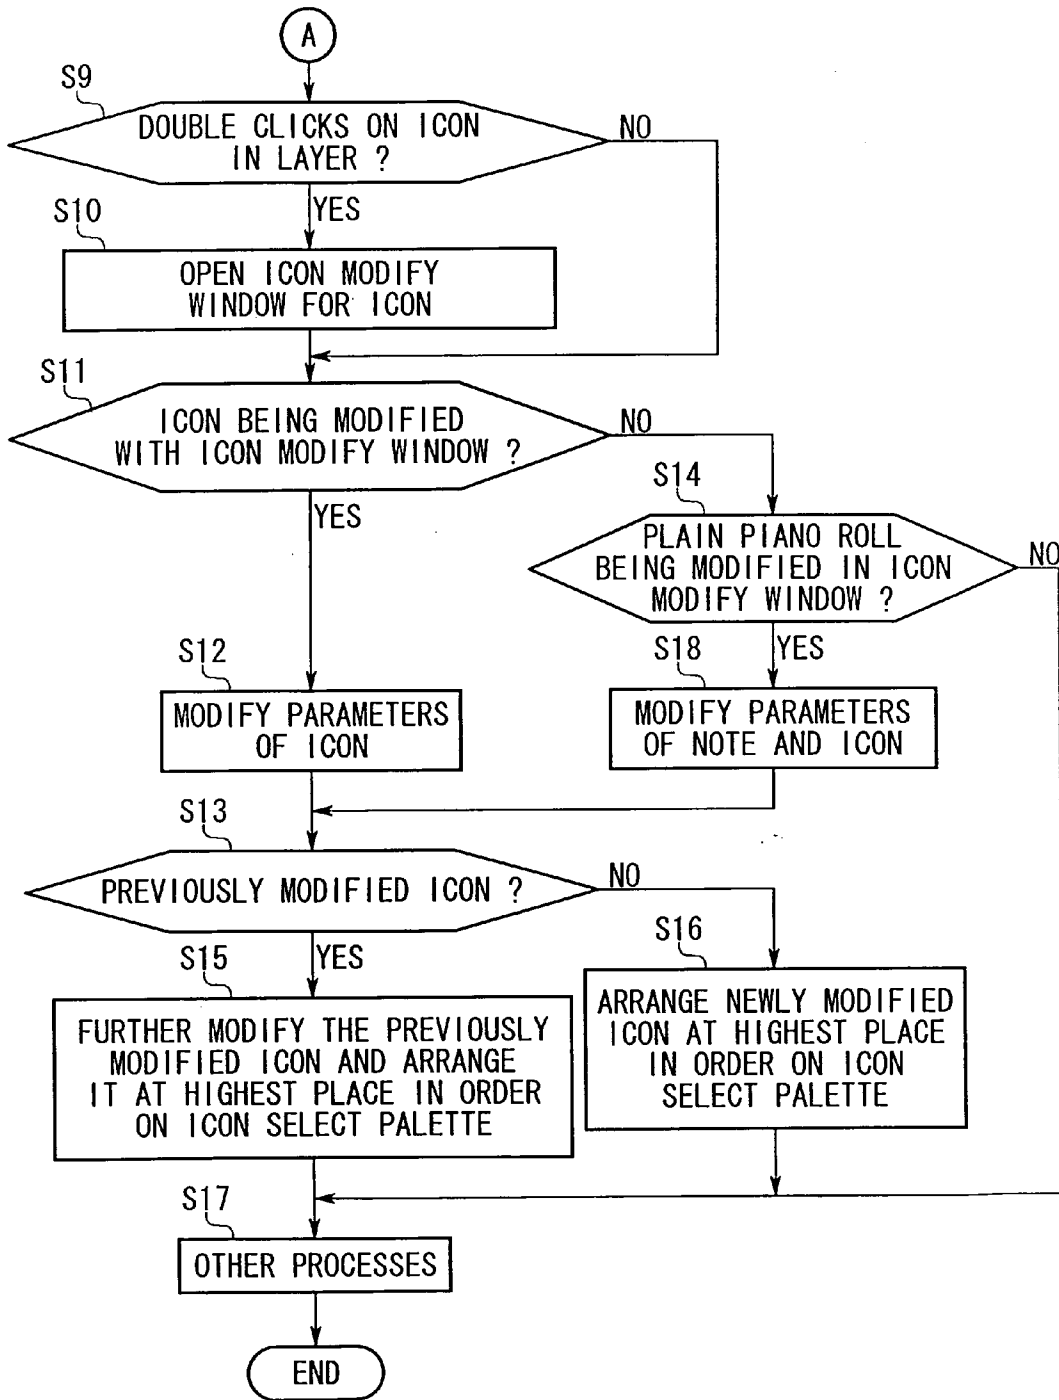 A
S9
DOUBLE CLICKS ON ICON
IN LAYER ?
NO
YES
S10
OPEN ICON MODIFY
WINDOW FOR ICON
S11
ICON BEING MODIFIED
WITH ICON MODIFY WINDOW ?
NO
YES
S14
PLAIN PIANO ROLL
BEING MODIFIED IN ICON
MODIFY WINDOW ?
NO
YES
S12
MODIFY PARAMETERS
OF ICON
S18
MODIFY PARAMETERS
OF NOTE AND ICON
S13
PREVIOUSLY MODIFIED ICON ?
NO
YES
S15
FURTHER MODIFY THE PREVIOUSLY
MODIFIED ICON AND ARRANGE
IT AT HIGHEST PLACE IN ORDER
ON ICON SELECT PALETTE
S16
ARRANGE NEWLY MODIFIED
ICON AT HIGHEST PLACE
IN ORDER ON ICON
SELECT PALETTE
S17
OTHER PROCESSES
END